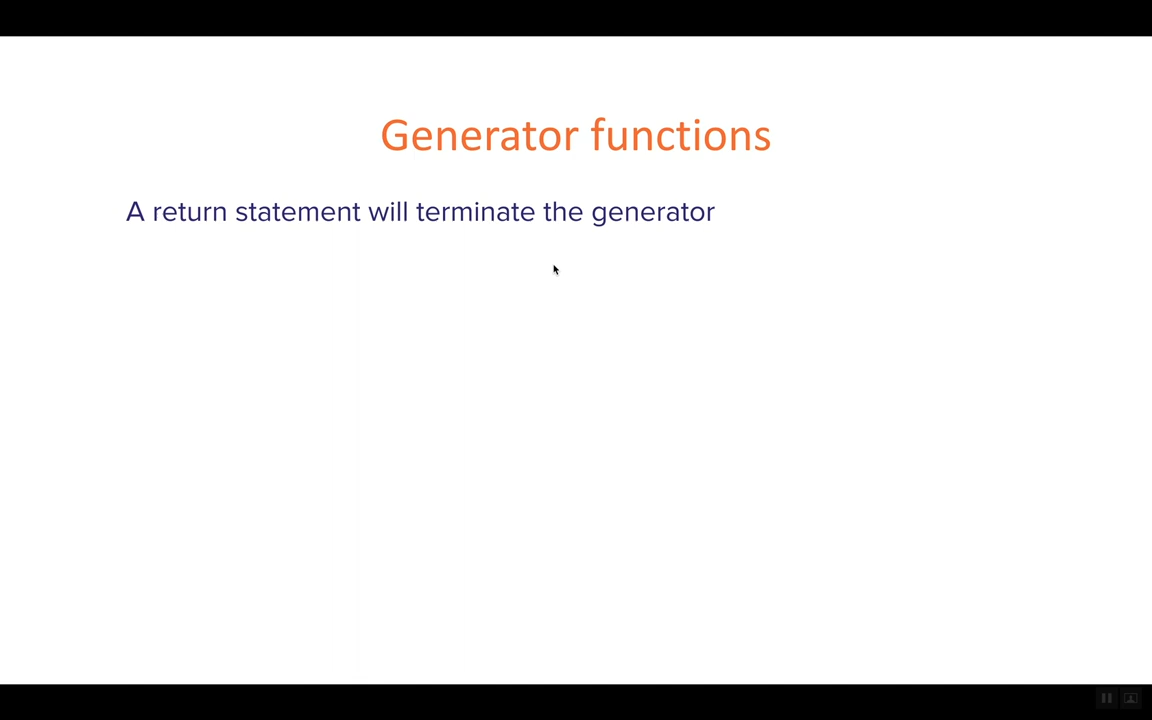 Generator functions
A return statement will terminate the generator